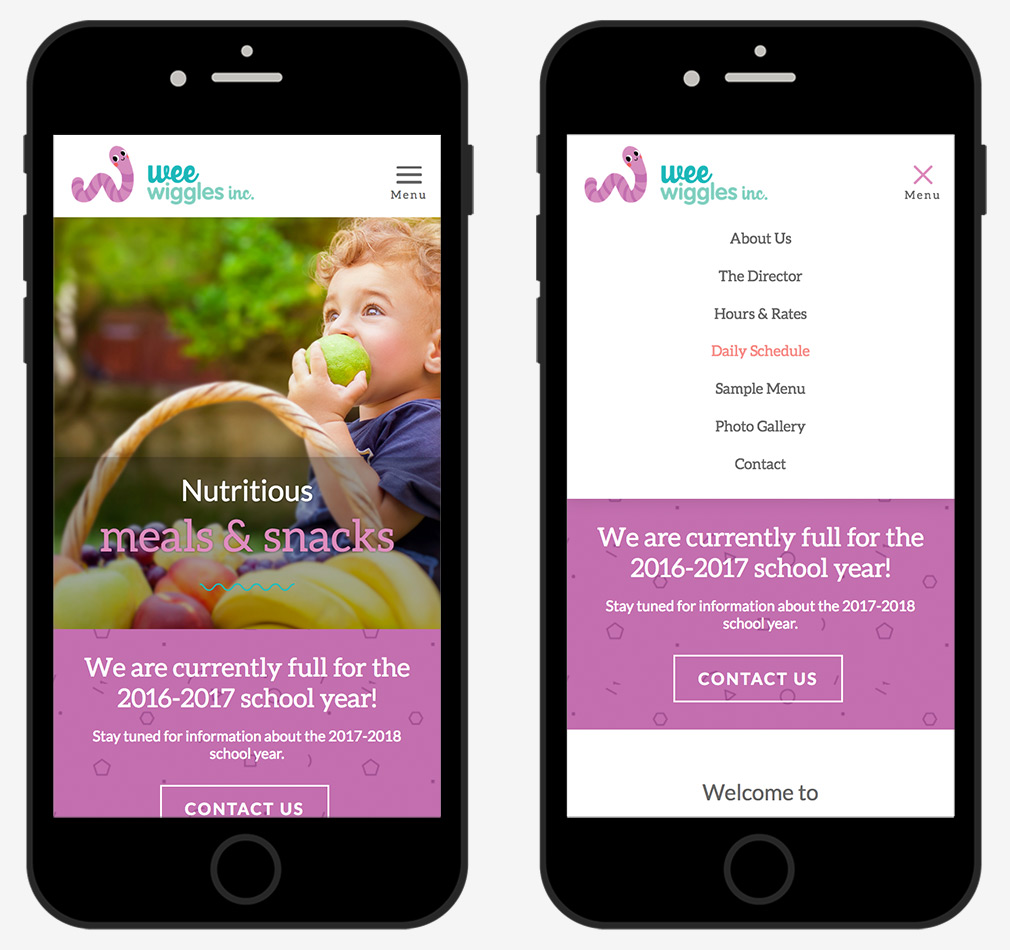 wee
wiggles inc.
Menu
Nutritious
meals & snacks
We are currently full for the
2016-2017 school year!
Stay tuned for information about the 2017-2018
school year.
CONTACT US
wee
wiggles inc.
Menu
About Us
The Director
Hours & Rates
Daily Schedule
Sample Menu
Photo Gallery
Contact
We are currently full for the
2016-2017 school year!
Stay tuned for information about the 2017-2018
school year.
CONTACT US
Welcome to